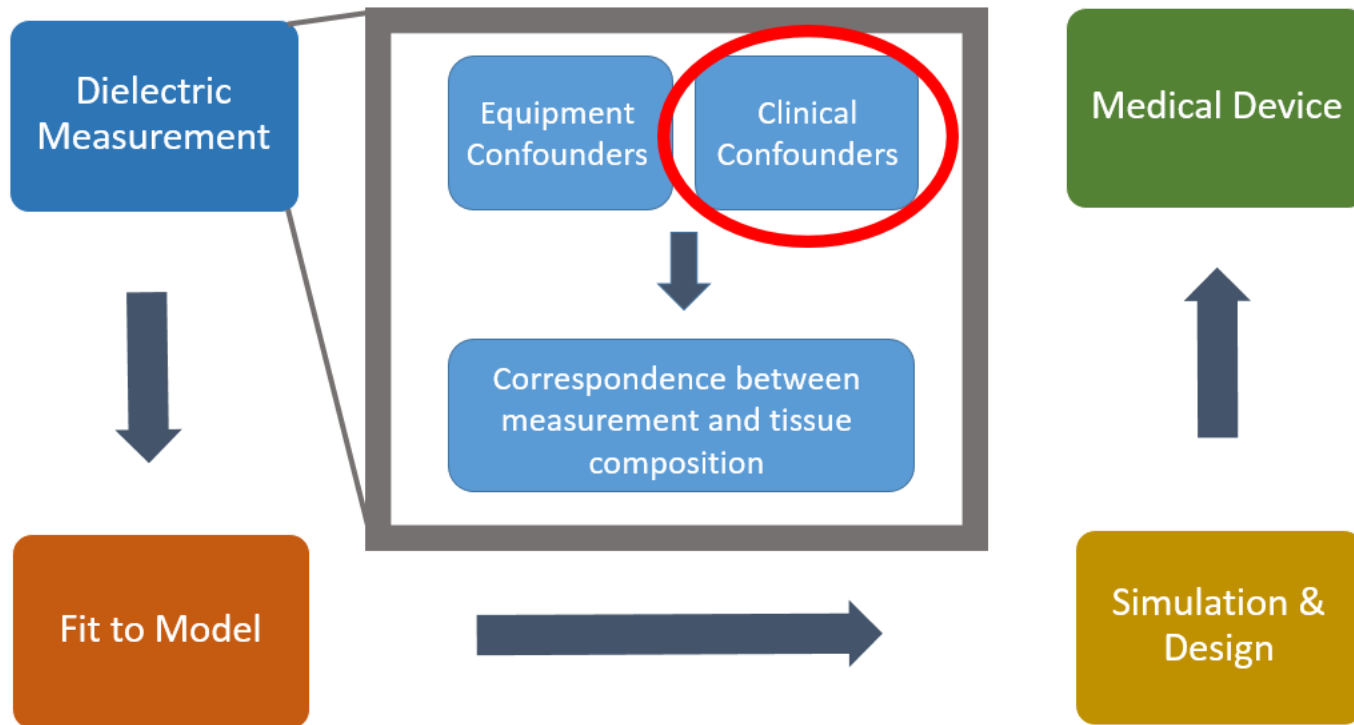 Dielectric
Measurement
Equipment
Confounders
Clinical
Confounders
Medical Device
Correspondence between
measurement and tissue
composition
Fit to Model
Simulation &
Design